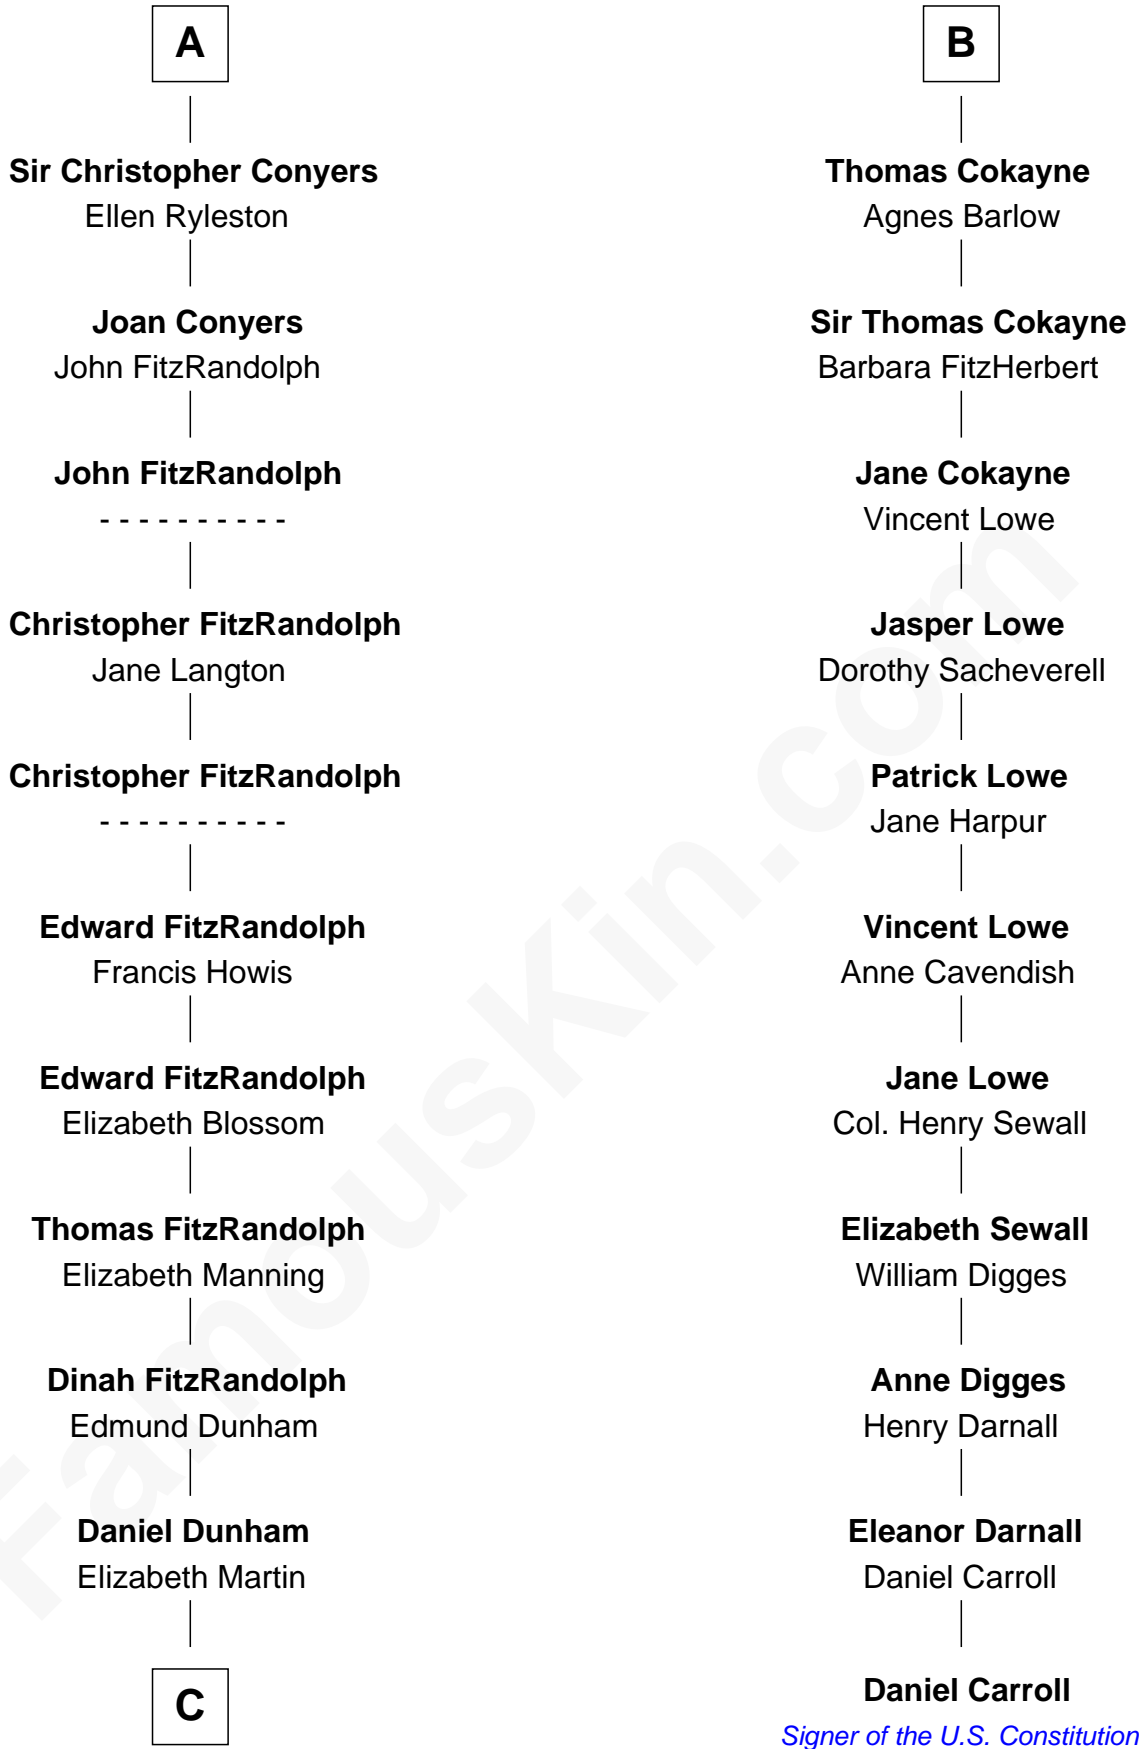 A
Sir Christopher Conyers
Ellen Ryleston
Joan Conyers
John FitzRandolph
John FitzRandolph
- - - - - - - - - -
Christopher FitzRandolph
Jane Langton
Christopher FitzRandolph
- - - - - - - - - -
Edward FitzRandolph
Francis Howis
Edward FitzRandolph
Elizabeth Blossom
Thomas FitzRandolph
Elizabeth Manning
Dinah FitzRandolph
Edmund Dunham
Daniel Dunham
Elizabeth Martin
C
B
Thomas Cokayne
Agnes Barlow
Sir Thomas Cokayne
Barbara FitzHerbert
Jane Cokayne
Vincent Lowe
Jasper Lowe
Dorothy Sacheverell
Patrick Lowe
Jane Harpur
Vincent Lowe
Anne Cavendish
Jane Lowe
Col. Henry Sewall
Elizabeth Sewall
William Digges
Anne Digges
Henry Darnall
Eleanor Darnall
Daniel Carroll
Daniel Carroll
Signer of the U.S. Constitution
FamousKin.com